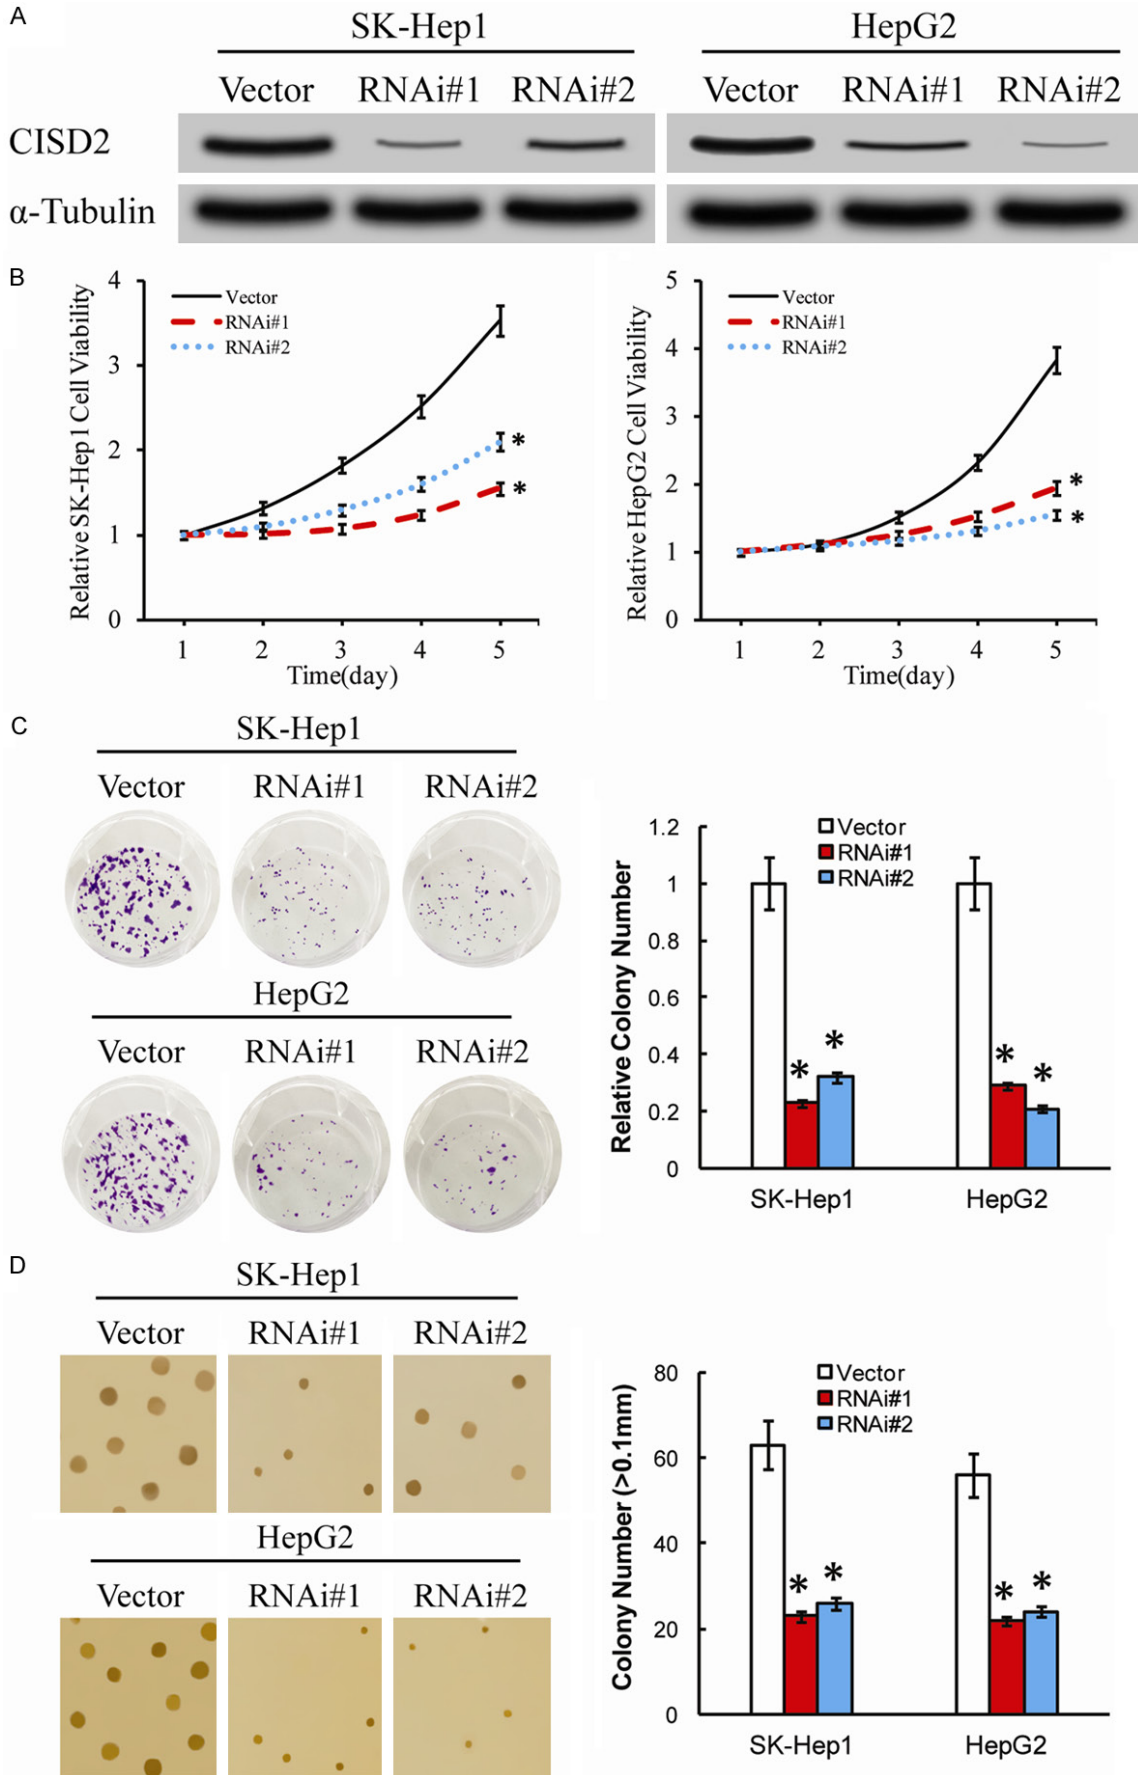 A
SK-Hep1 HepG2
Vector RNAi#1 RNAi#2 Vector RNAi#1 RNAi#2
CISD2
α-Tubulin
B
Relative SK-Hep1 Cell Viability
4
3
2
1
0
Vector
RNAi#1
RNAi#2
*
*
1 2 3 4 5
Time(day)
Relative HepG2 Cell Viability
5
4
3
2
1
0
Vector
RNAi#1
RNAi#2
*
*
1 2 3 4 5
Time(day)
C
SK-Hep1
Vector RNAi#1 RNAi#2
HepG2
Vector RNAi#1 RNAi#2
Relative Colony Number
1.2
1
0.8
0.6
0.4
0.2
0
Vector
RNAi#1
RNAi#2
* * * *
SK-Hep1 HepG2
D
SK-Hep1
Vector RNAi#1 RNAi#2
HepG2
Vector RNAi#1 RNAi#2
Colony Number (>0.1mm)
80
60
40
20
0
Vector
RNAi#1
RNAi#2
* * * *
SK-Hep1 HepG2